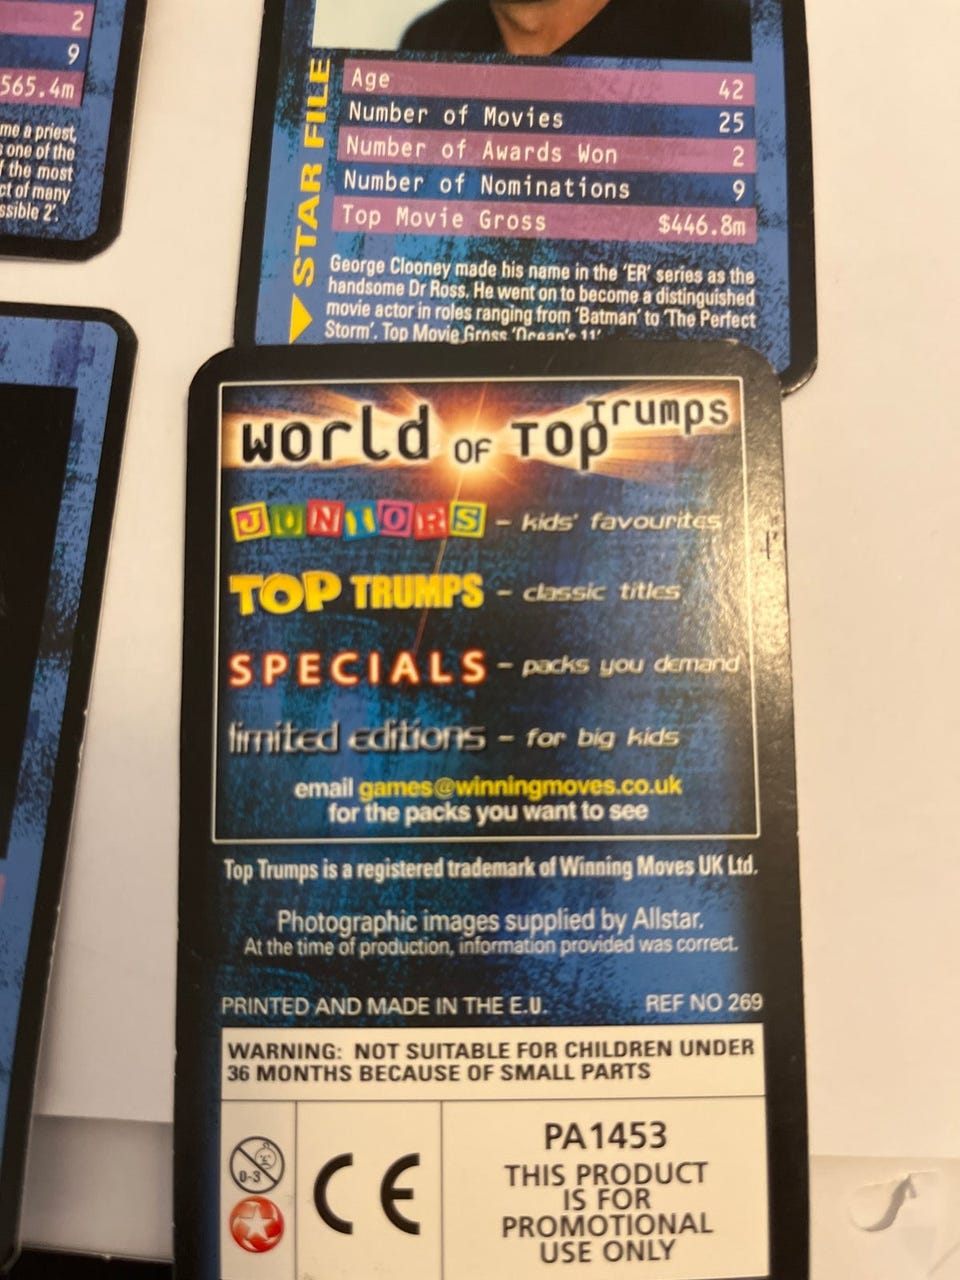 2
9
565.4m
me a priest,
one of the
f the most
ct of many
ssible 2'.
STAR FILE
Age 42
Number of Movies 25
Number of Awards Won 2
Number of Nominations 9
Top Movie Gross $446.8m
George Clooney made his name in the 'ER' series as the
handsome Dr Ross. He went on to become a distinguished
movie actor in roles ranging from 'Batman' to 'The Perfect
Storm'. Top Movie Gross 'Ocean's 11'
World OF TOP Trumps
JUNIORS - kids' favourites
TOP TRUMPS - classic titles
SPECIALS - packs you demand
limited editions - for big kids
email games@winningmoves.co.uk
for the packs you want to see
Top Trumps is a registered trademark of Winning Moves UK Ltd.
Photographic images supplied by Allstar.
At the time of production, information provided was correct.
PRINTED AND MADE IN THE E.U. REF NO 269
WARNING: NOT SUITABLE FOR CHILDREN UNDER
36 MONTHS BECAUSE OF SMALL PARTS
0-3
CE
PA1453
THIS PRODUCT
IS FOR
PROMOTIONAL
USE ONLY